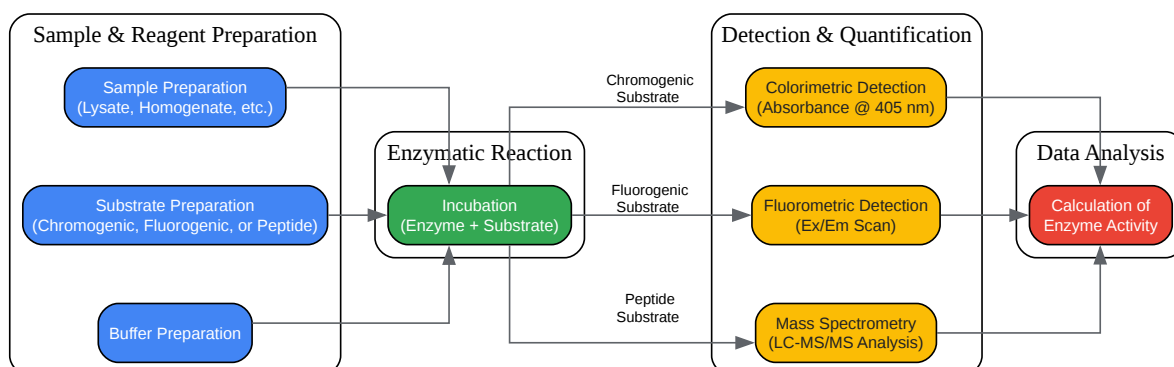 Sample & Reagent Preparation
Sample Preparation
(Lysate, Homogenate, etc.)
Substrate Preparation
(Chromogenic, Fluorogenic, or Peptide)
Buffer Preparation
Enzymatic Reaction
Incubation
(Enzyme + Substrate)
Chromogenic
Substrate
Fluorogenic
Substrate
Peptide
Substrate
Detection & Quantification
Colorimetric Detection
(Absorbance @ 405 nm)
Fluorometric Detection
(Ex/Em Scan)
Mass Spectrometry
(LC-MS/MS Analysis)
Data Analysis
Calculation of
Enzyme Activity